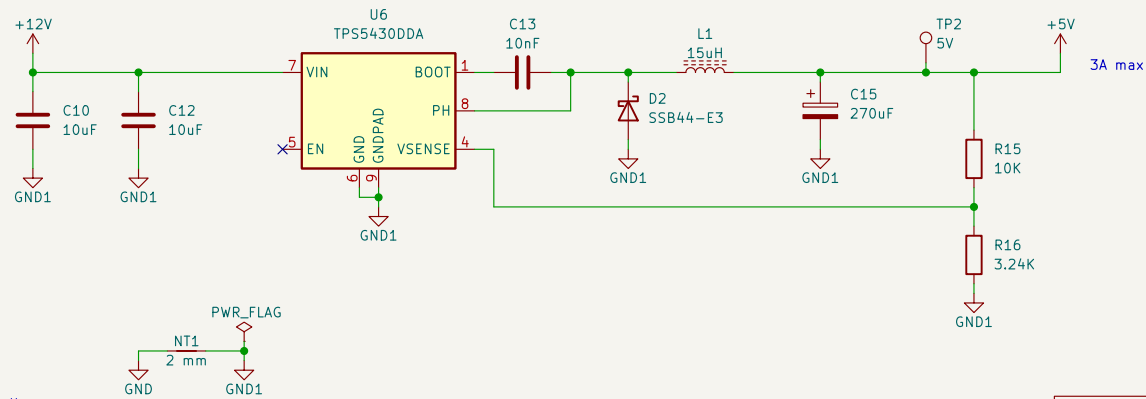 +12V
C10
10uF
GND1
C12
10uF
GND1
U6
TPS5430DDA
7
VIN
5
EN
GND
GNDPAD
6
9
GND1
BOOT
1
PH
8
VSENSE
4
C13
10nF
D2
SSB44-E3
GND1
L1
15uH
+
C15
270uF
GND1
TP2
5V
+5V
3A max
R15
10K
R16
3.24K
GND1
PWR_FLAG
NT1
2 mm
GND
GND1